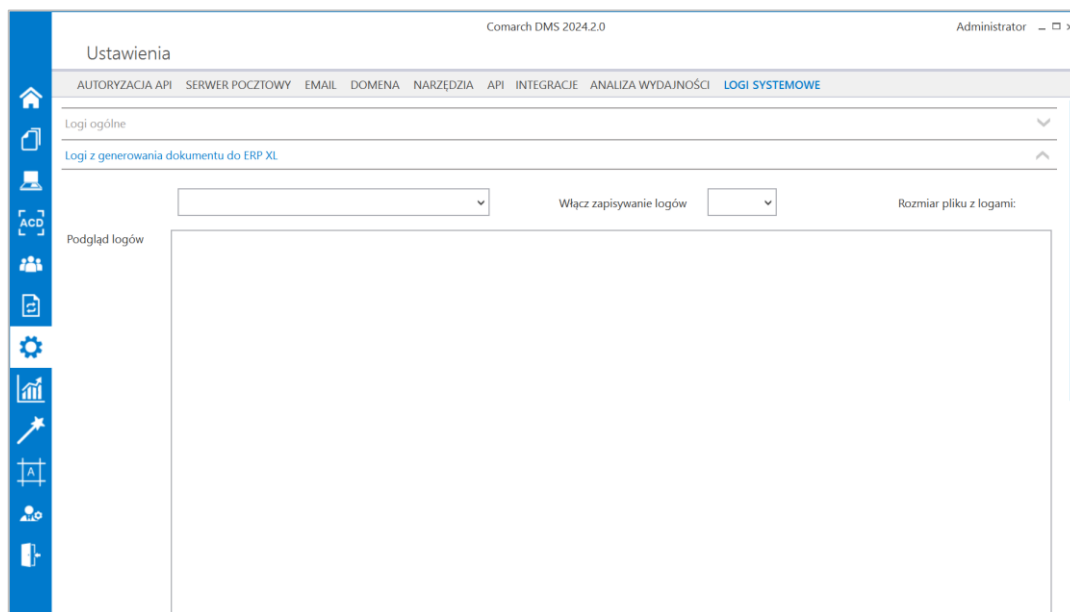 Comarch DMS 2024.2.0
Administrator
Ustawienia
AUTORYZACJA API SERWER POCZTOWY EMAIL DOMENA NARZĘDZIA API INTEGRACJE ANALIZA WYDAJNOŚCI LOGI SYSTEMOWE
Logi ogólne
Logi z generowania dokumentu do ERP XL
Włącz zapisywanie logów
Rozmiar pliku z logami:
Podgląd logów
ACD
A